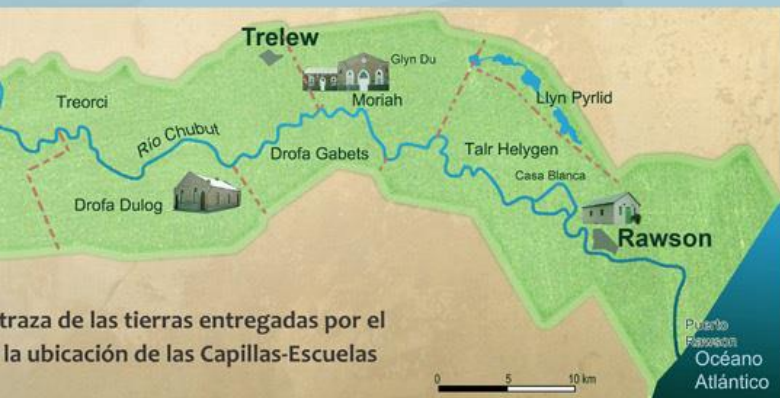 Trelew
Glyn Du
Moriah
Treorci
Río Chubut
Llyn Pyrlid
Drofa Gabets
Talr Helygen
Casa Blanca
Drofa Dulog
Rawson
traza de las tierras entregadas por el
la ubicación de las Capillas-Escuelas
Puerto
Rawson
Océano
Atlántico
0 5 10 km